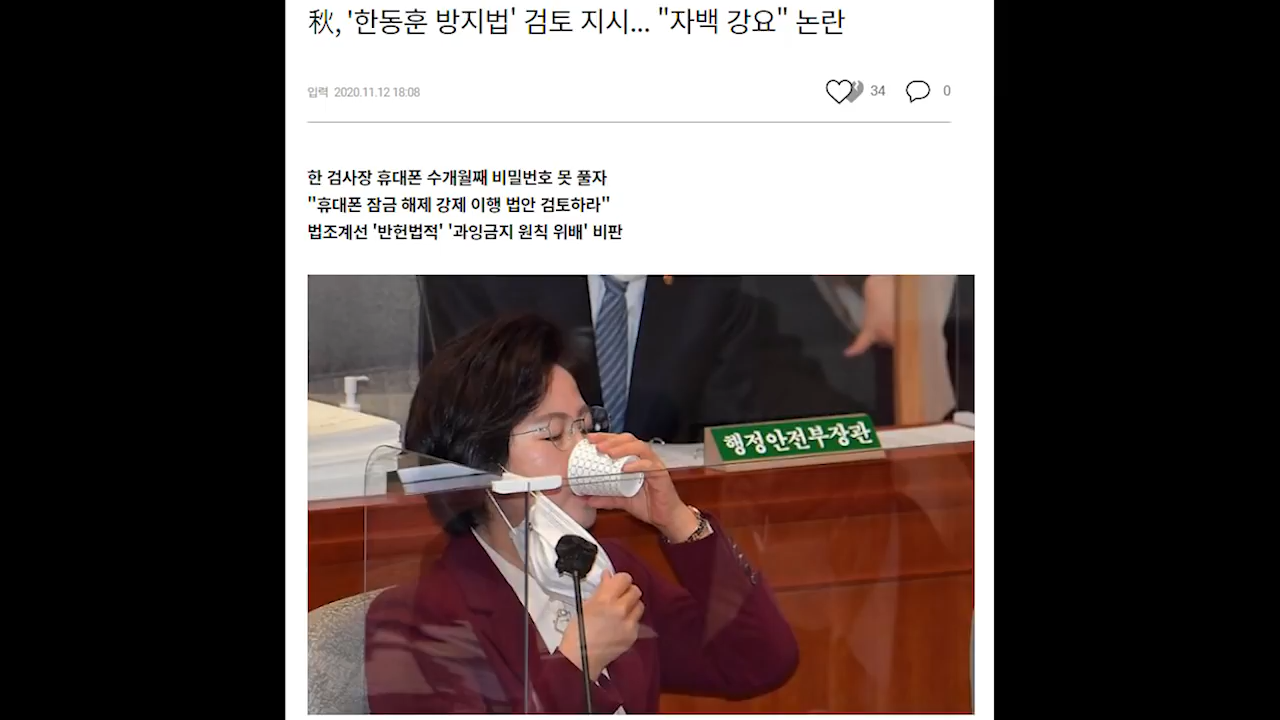 秋, '한동훈 방지법' 검토 지시... "자백 강요" 논란
입력 2020.11.12 18:08
34
0
한 검사장 휴대폰 수개월째 비밀번호 못 풀자
"휴대폰 잠금 해제 강제 이행 법안 검토하라"
법조계선 '반헌법적' '과잉금지 원칙 위배' 비판
행정안전부장관